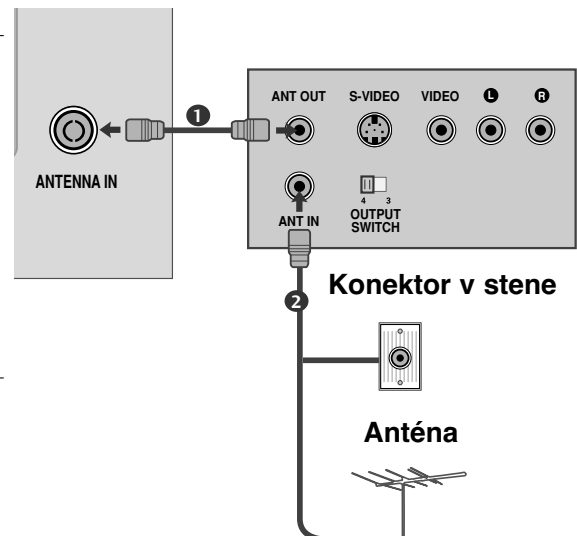 ANT OUT S-VIDEO VIDEO L R
1
ANTENNA IN
ANT IN
4 3
OUTPUT
SWITCH
2
Konektor v stene
Anténa